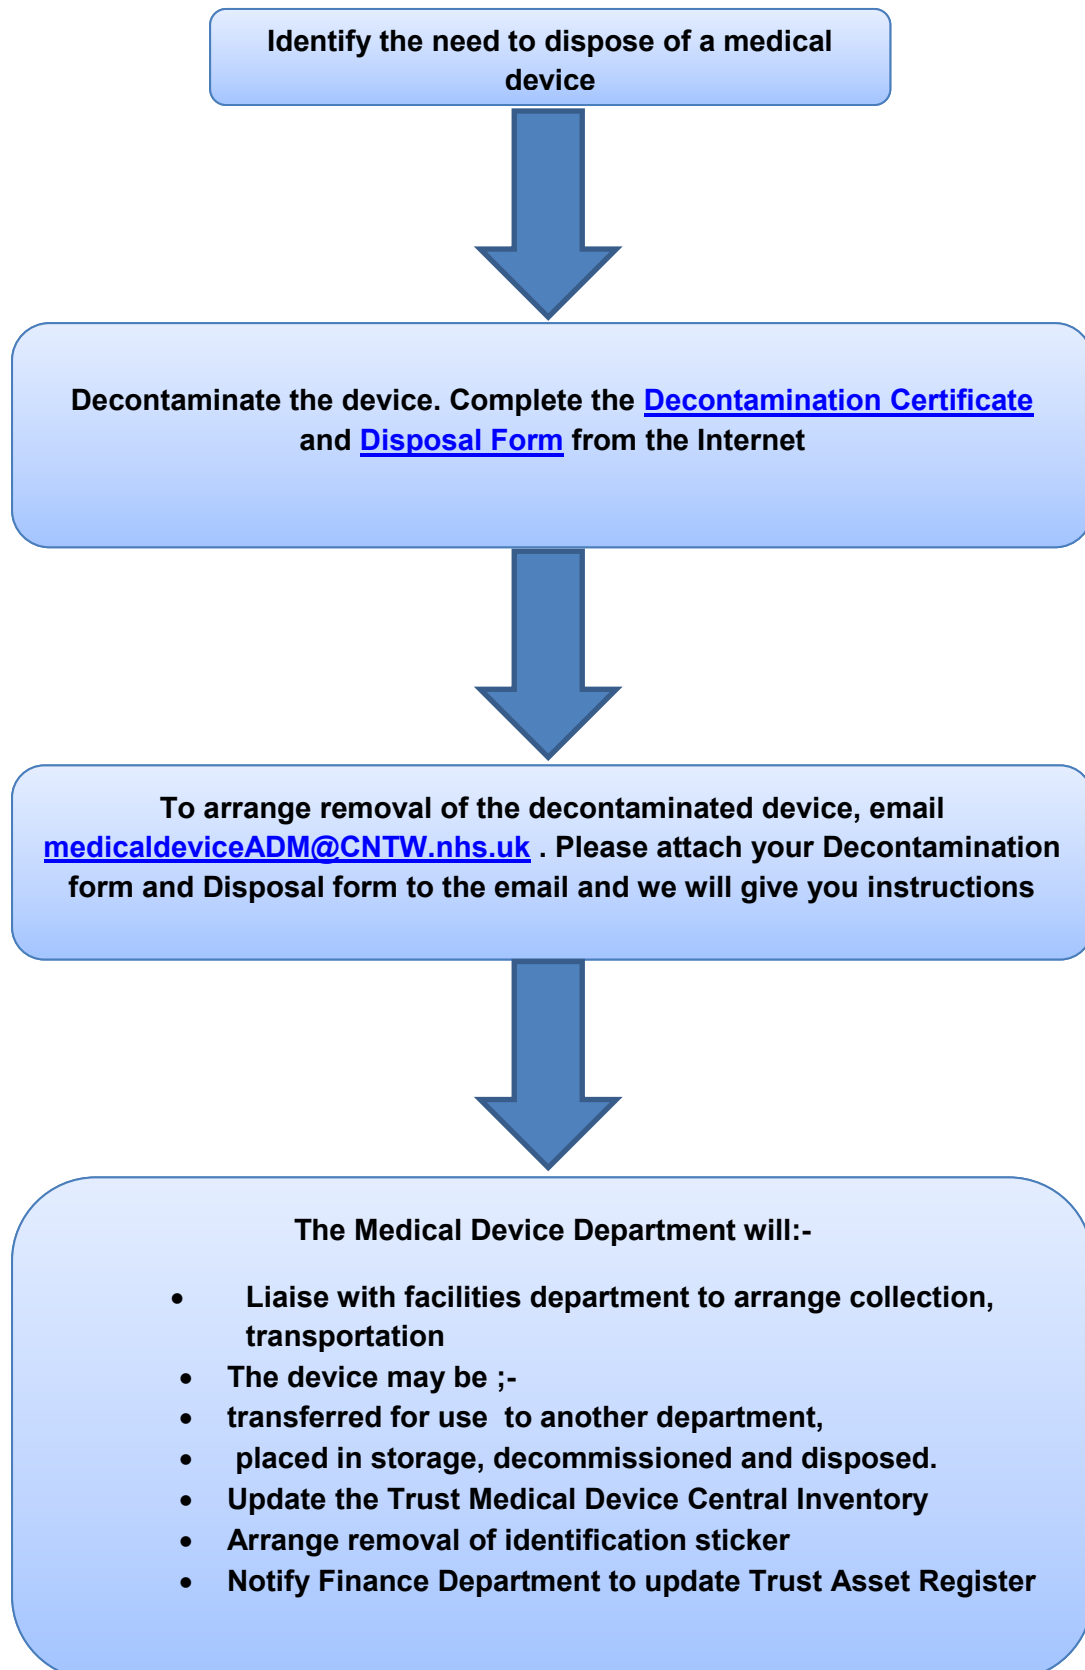 Identify the need to dispose of a medical
device
Decontaminate the device. Complete the Decontamination Certificate
and Disposal Form from the Internet
To arrange removal of the decontaminated device, email
medicaldeviceADM@CNTW.nhs.uk . Please attach your Decontamination
form and Disposal form to the email and we will give you instructions
The Medical Device Department will:-
• Liaise with facilities department to arrange collection,
transportation
• The device may be ;-
• transferred for use  to another department,
• placed in storage, decommissioned and disposed.
• Update the Trust Medical Device Central Inventory
• Arrange removal of identification sticker
• Notify Finance Department to update Trust Asset Register